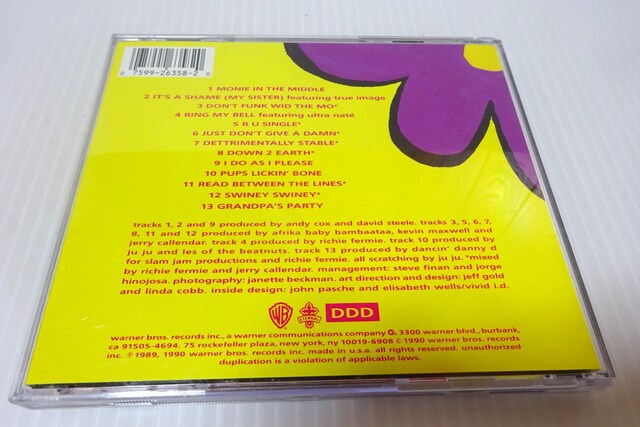 0 7599-26358-2 0
1 MONIE IN THE MIDDLE
2 IT'S A SHAME (MY SISTER) featuring true image
3 DON'T FUNK WID THE MO*
4 RING MY BELL featuring ultra naté
5 R U SINGLE*
6 JUST DON'T GIVE A DAMN*
7 DETTRIMENTALLY STABLE*
8 DOWN 2 EARTH*
9 I DO AS I PLEASE
10 PUPS LICKIN' BONE
11 READ BETWEEN THE LINES*
12 SWINEY SWINEY*
13 GRANDPA'S PARTY
tracks 1, 2 and 9 produced by andy cox and david steele. tracks 3, 5, 6, 7,
8, 11 and 12 produced by afrika baby bambaataa, kevin maxwell and
jerry callendar. track 4 produced by richie fermie. track 10 produced by
ju ju and les of the beatnuts. track 13 produced by dancin' danny d
for slam jam productions and richie fermie. all scratching by ju ju. *mixed
by richie fermie and jerry callendar. management: steve finan and jorge
hinojosa. photography: janette beckman. art direction and design: jeff gold
and linda cobb. inside design: john pasche and elisabeth wells/vivid i.d.
WB ETERNAL DDD
warner bros. records inc., a warner communications company 3300 warner blvd., burbank,
ca 91505-4694. 75 rockefeller plaza, new york, ny 10019-6908 © 1990 warner bros. records
inc. ℗ 1989, 1990 warner bros. records inc. made in u.s.a. all rights reserved. unauthorized
duplication is a violation of applicable laws.